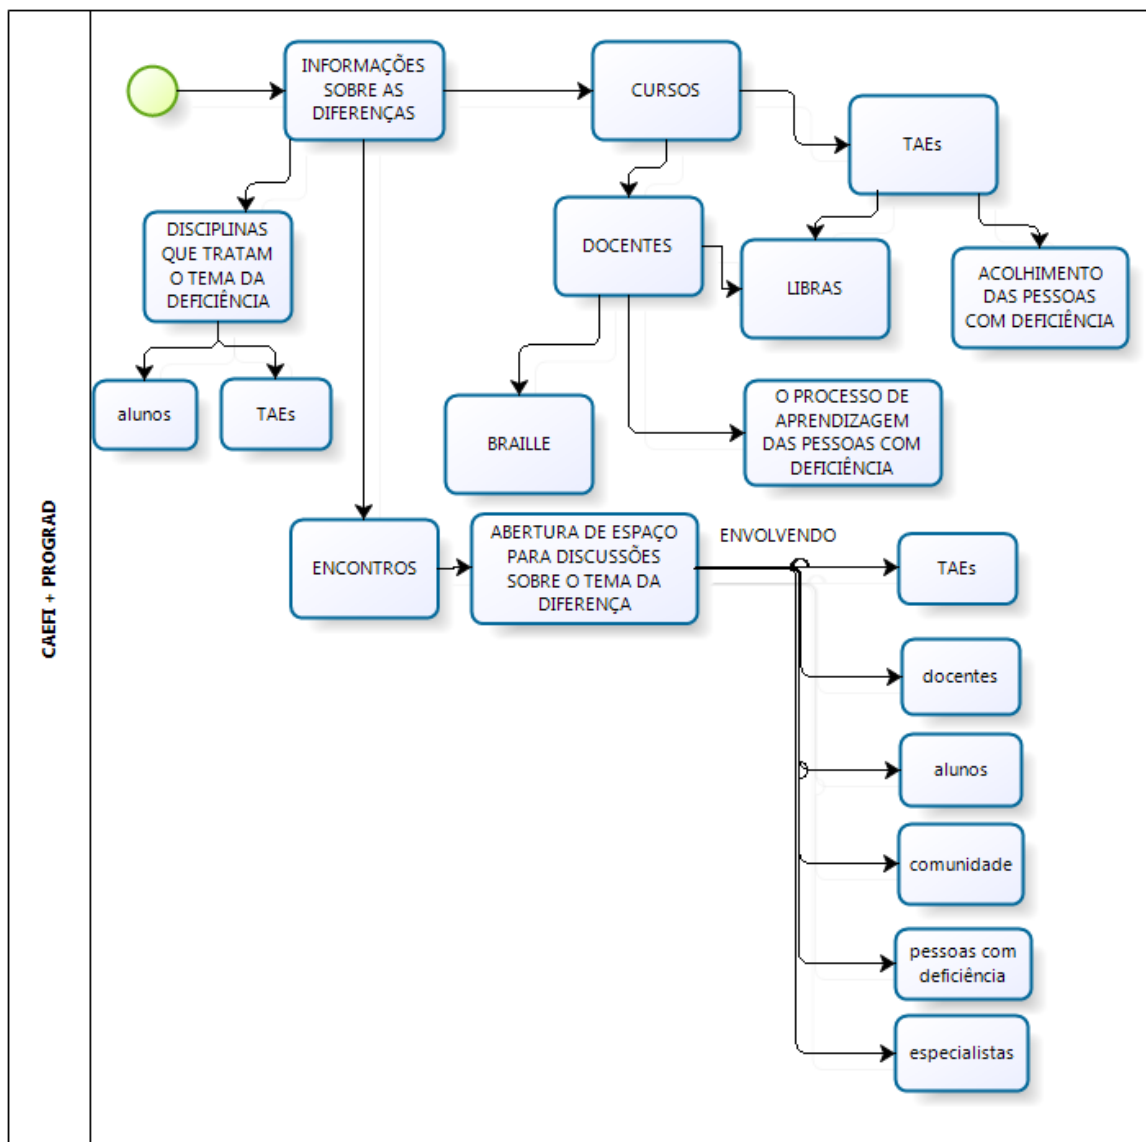 CAEFI + PROGRAD
INFORMAÇÕES
SOBRE AS
DIFERENÇAS
CURSOS
TAEs
DISCIPLINAS
QUE TRATAM
O TEMA DA
DEFICIÊNCIA
DOCENTES
LIBRAS
ACOLHIMENTO
DAS PESSOAS
COM DEFICIÊNCIA
alunos
TAEs
BRAILLE
O PROCESSO DE
APRENDIZAGEM
DAS PESSOAS COM
DEFICIÊNCIA
ENCONTROS
ABERTURA DE ESPAÇO
PARA DISCUSSÕES
SOBRE O TEMA DA
DIFERENÇA
ENVOLVENDO
TAEs
docentes
alunos
comunidade
pessoas com
deficiência
especialistas